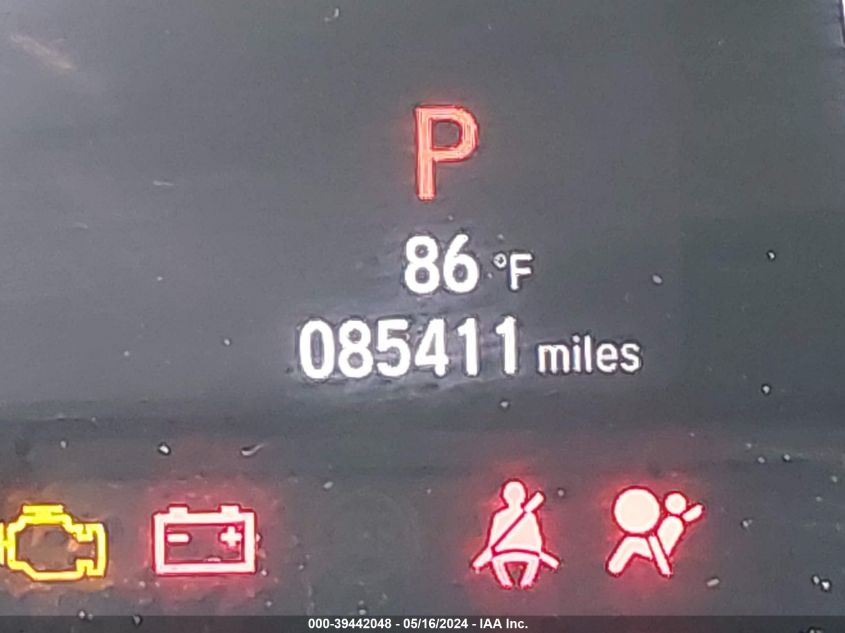 P
86 °F
085411 miles
000-39442048 - 05/16/2024 - IAA Inc.